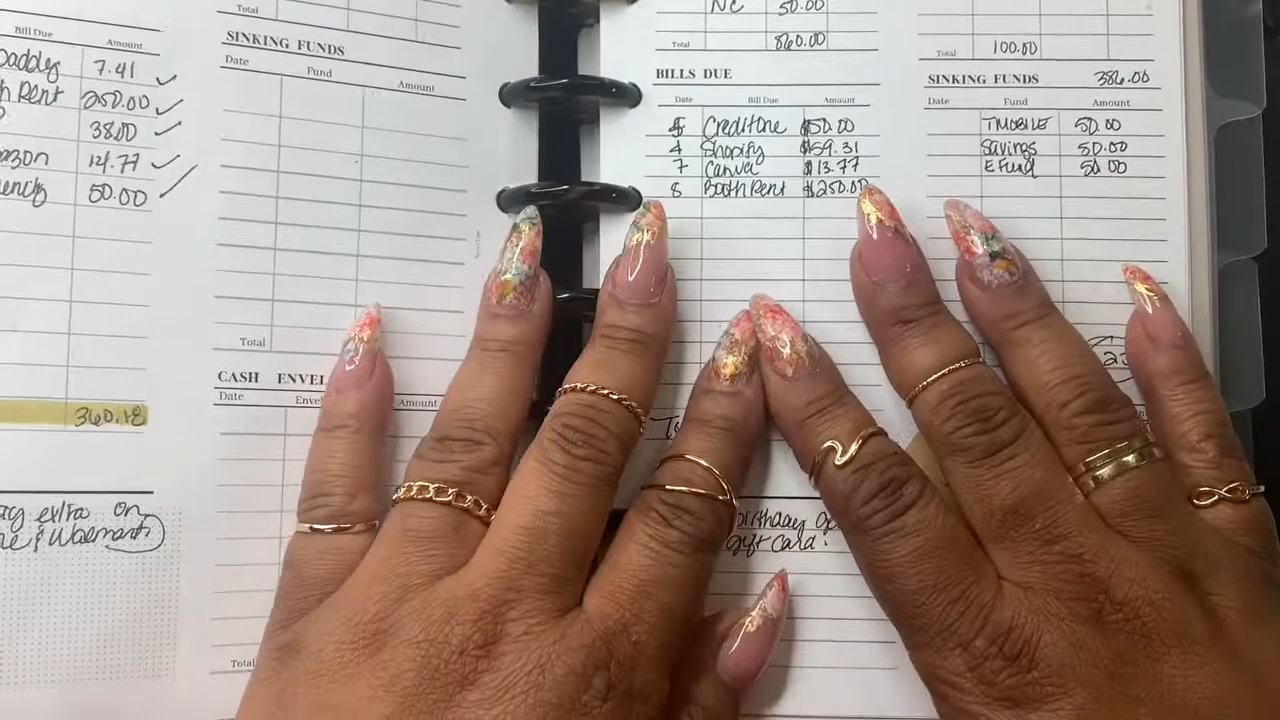 Bill Due Amount
Daddy 7.41
Rent 250.00
38.00
14.77
50.00
360.18
ay extra on
Total
SINKING FUNDS
Date Fund Amount
Total
CASH ENVEL
Date Enve Amount
Total
NC 50.00
Total 860.00
BILLS DUE
Date Bill Due Amount
5 Creditone $50.00
4 Shopify $59.31
7 Canva $13.77
8 Booth Rent $250.00
birthday
gift card?
Total 100.00
SINKING FUNDS 386.00
Date Fund Amount
TMOBILE 50.00
Savings 50.00
EFund 50.00
23